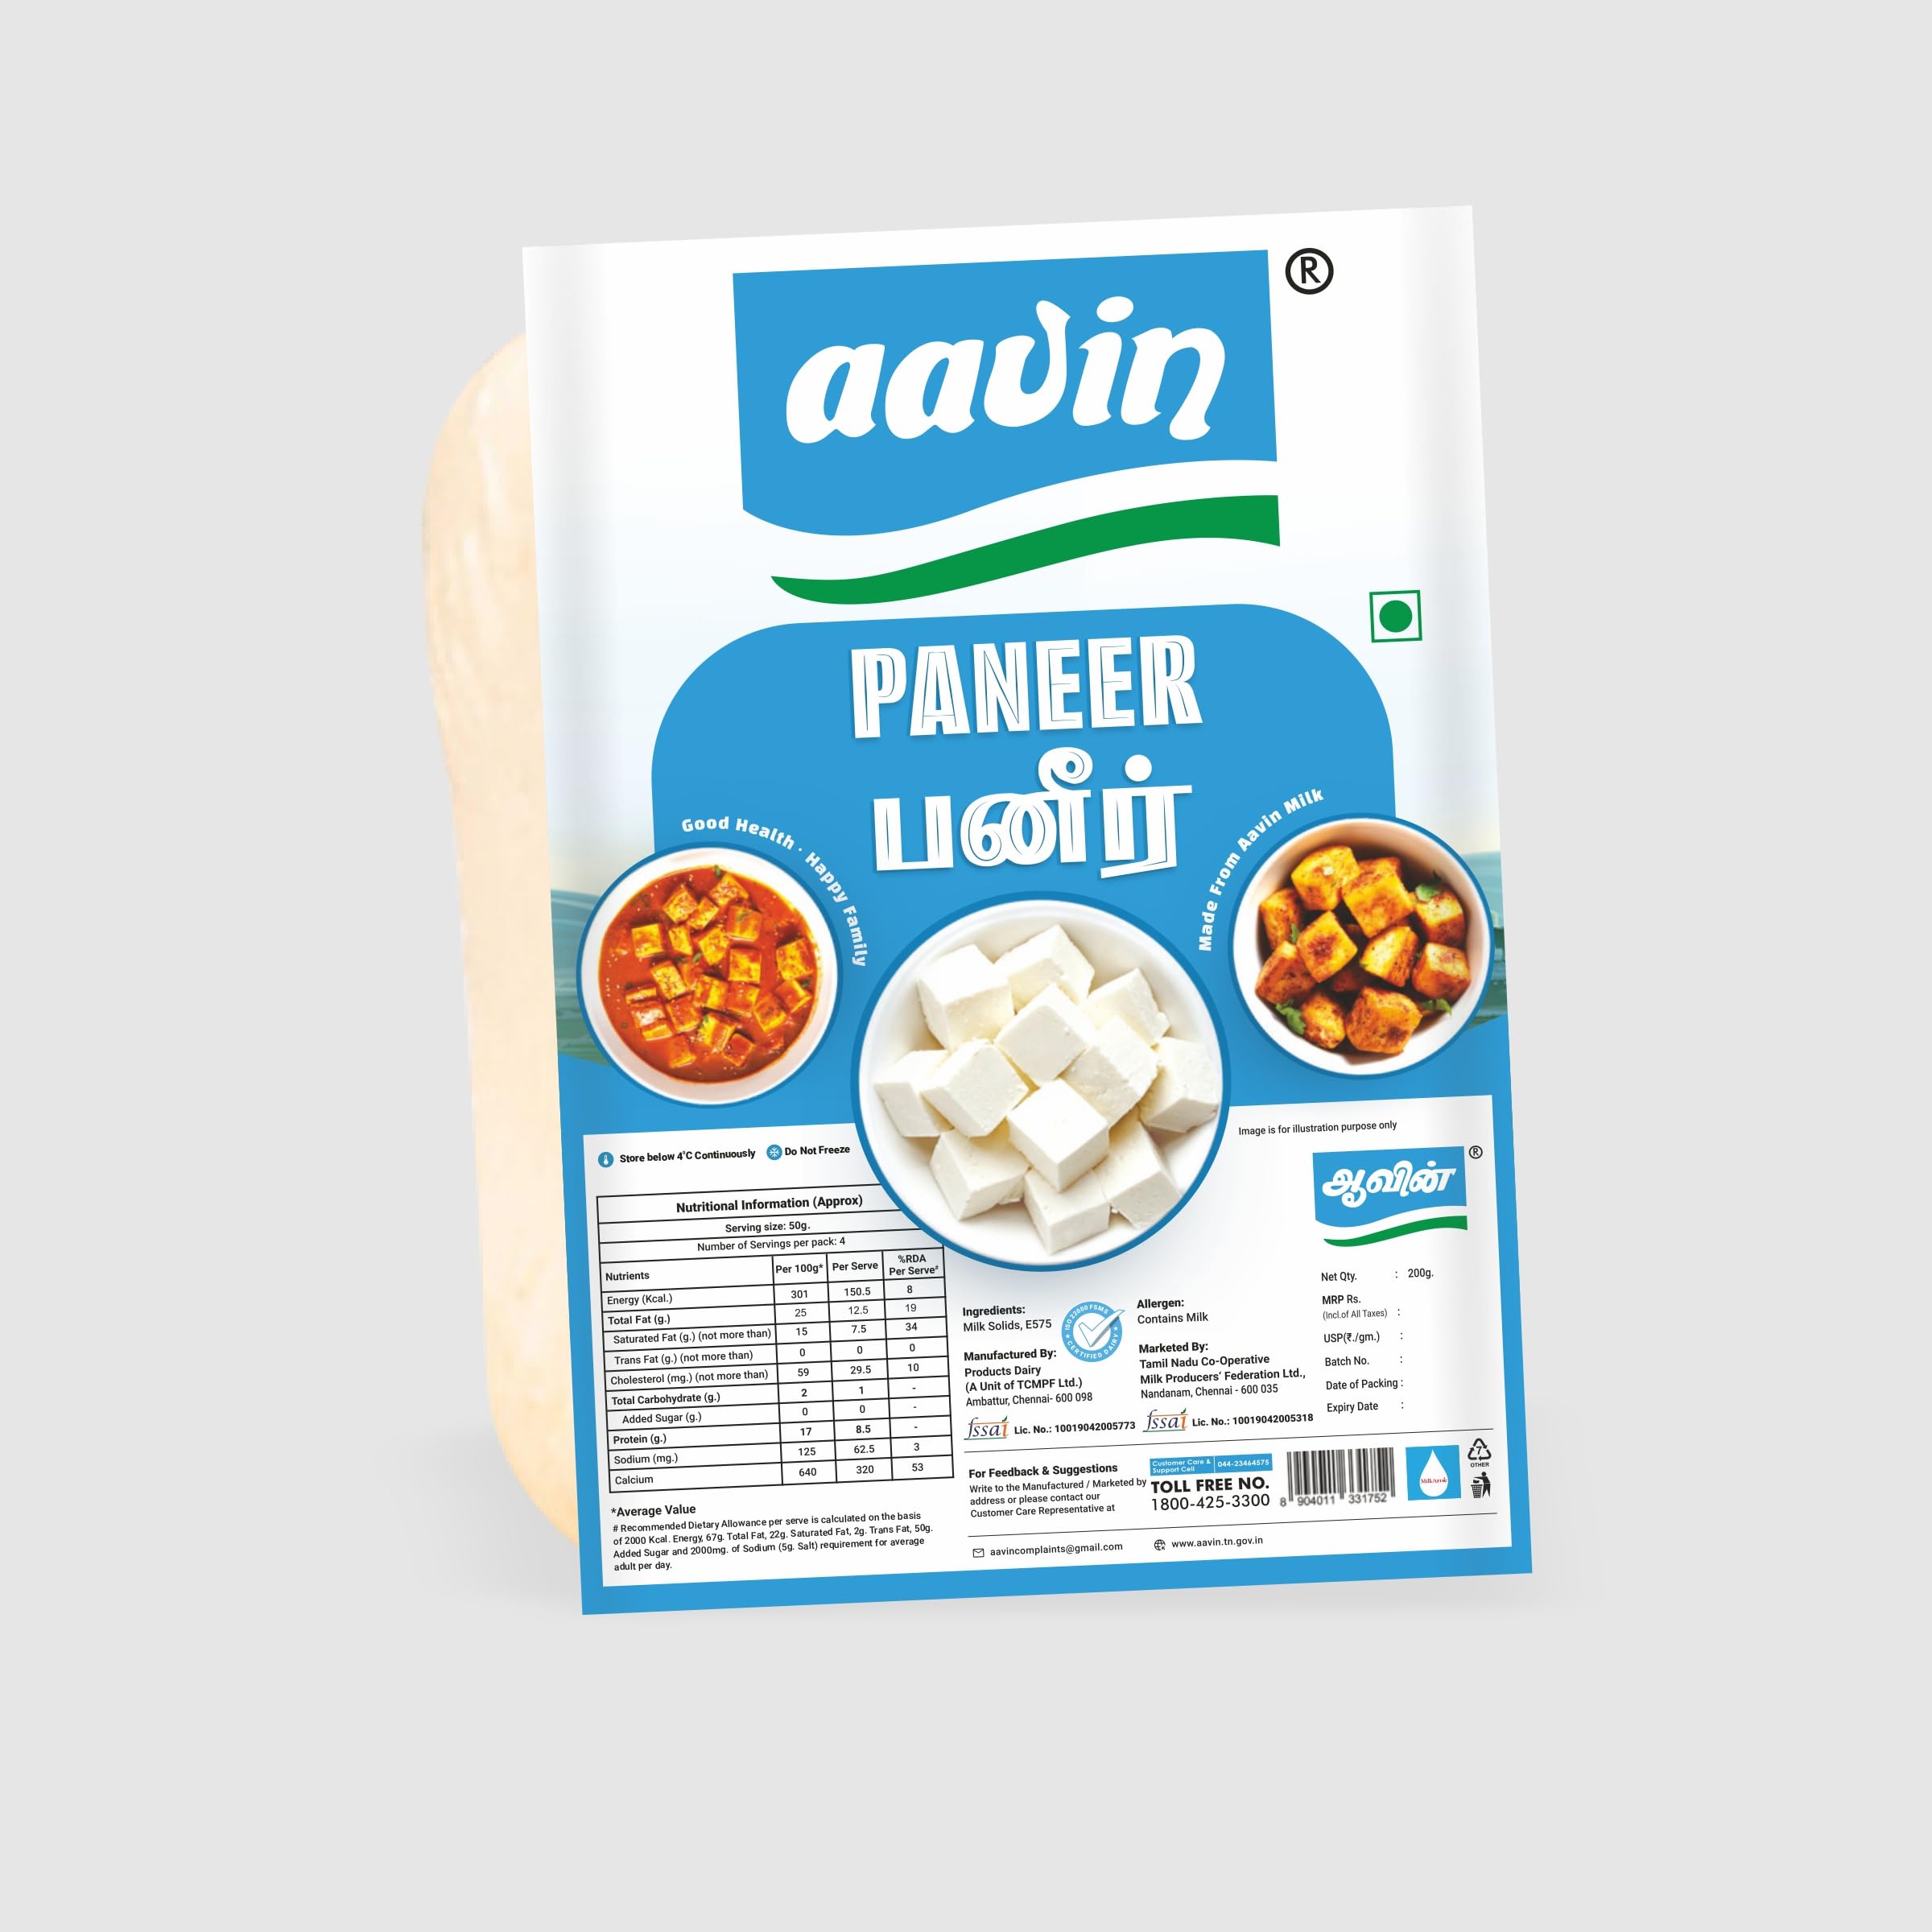 aavin
®
PANEER
பனீர்
Good Health · Happy Family
Made From Aavin Milk
Store below 4°C Continuously Do Not Freeze
Image is for illustration purpose only
Nutritional Information (Approx)
Serving size: 50g.
Number of Servings per pack: 4
Nutrients Per 100g* Per Serve %RDA Per Serve#
Energy (Kcal.) 301 150.5 8
Total Fat (g.) 25 12.5 19
Saturated Fat (g.) (not more than) 15 7.5 34
Trans Fat (g.) (not more than) 0 0 0
Cholesterol (mg.) (not more than) 59 29.5 10
Total Carbohydrate (g.) 2 1 -
Added Sugar (g.) 0 0 -
Protein (g.) 17 8.5 -
Sodium (mg.) 125 62.5 3
Calcium 640 320 53
*Average Value
# Recommended Dietary Allowance per serve is calculated on the basis
of 2000 Kcal. Energy, 67g. Total Fat, 22g. Saturated Fat, 2g. Trans Fat, 50g.
Added Sugar and 2000mg. of Sodium (5g. Salt) requirement for average
adult per day.
Ingredients:
Milk Solids, E575
ISO 22000 FSMS
CERTIFIED DAIRY
Manufactured By:
Products Dairy
(A Unit of TCMPF Ltd.)
Ambattur, Chennai- 600 098
fssai Lic. No.: 10019042005773
Allergen:
Contains Milk
Marketed By:
Tamil Nadu Co-Operative
Milk Producers' Federation Ltd.,
Nandanam, Chennai - 600 035
fssai Lic. No.: 10019042005318
ஆவின்
®
Net Qty. : 200g.
MRP Rs.
(Incl.of All Taxes) :
USP(₹./gm.) :
Batch No. :
Date of Packing :
Expiry Date :
For Feedback & Suggestions
Write to the Manufactured / Marketed by
address or please contact our
Customer Care Representative at
Customer Care &
Support Cell
044-23464575
TOLL FREE NO.
1800-425-3300
8 904011 331752
7
OTHER
aavincomplaints@gmail.com
www.aavin.tn.gov.in